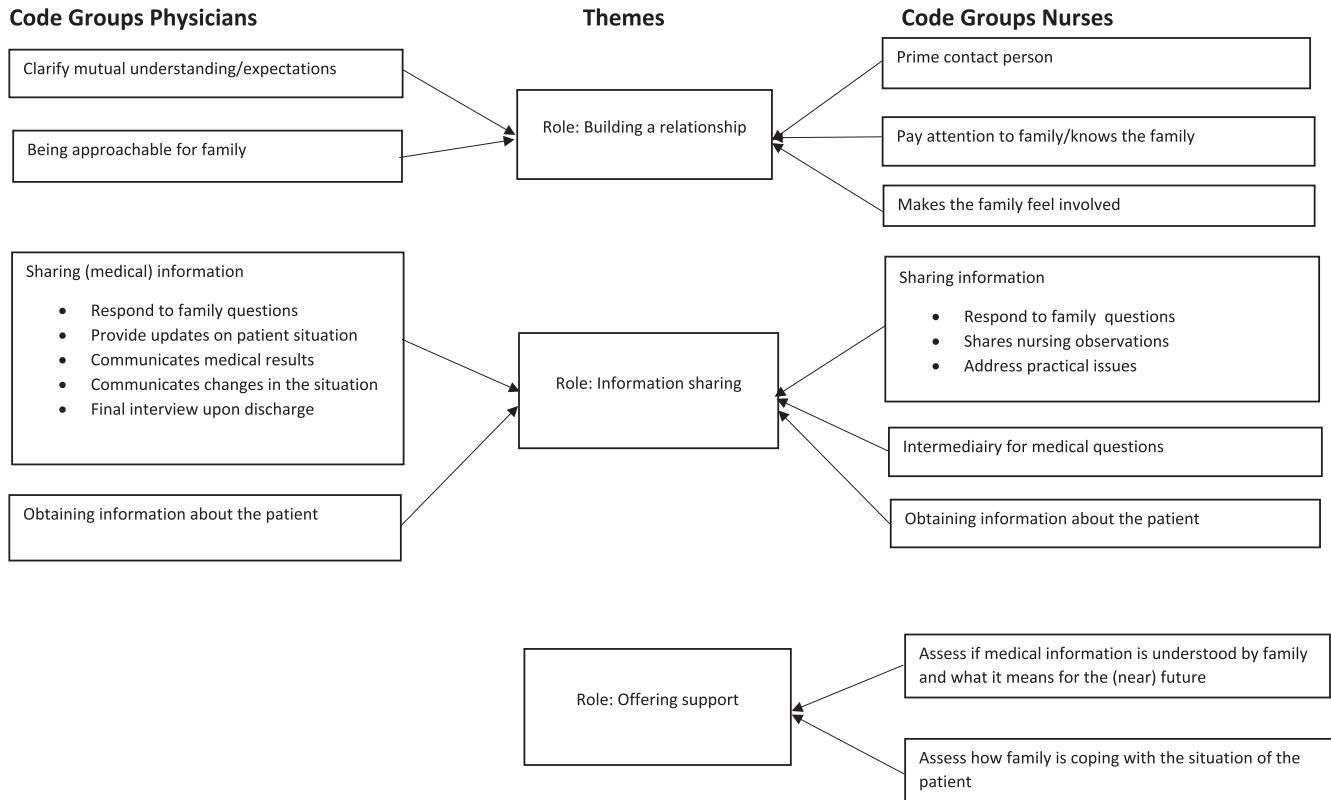 Code Groups Physicians
Themes
Code Groups Nurses
Clarify mutual understanding/expectations
Being approachable for family
Role: Building a relationship
Prime contact person
Pay attention to family/knows the family
Makes the family feel involved
Sharing (medical) information
• Respond to family questions
• Provide updates on patient situation
• Communicates medical results
• Communicates changes in the situation
• Final interview upon discharge
Obtaining information about the patient
Role: Information sharing
Sharing information
• Respond to family questions
• Shares nursing observations
• Address practical issues
Intermediairy for medical questions
Obtaining information about the patient
Role: Offering support
Assess if medical information is understood by family
and what it means for the (near) future
Assess how family is coping with the situation of the
patient